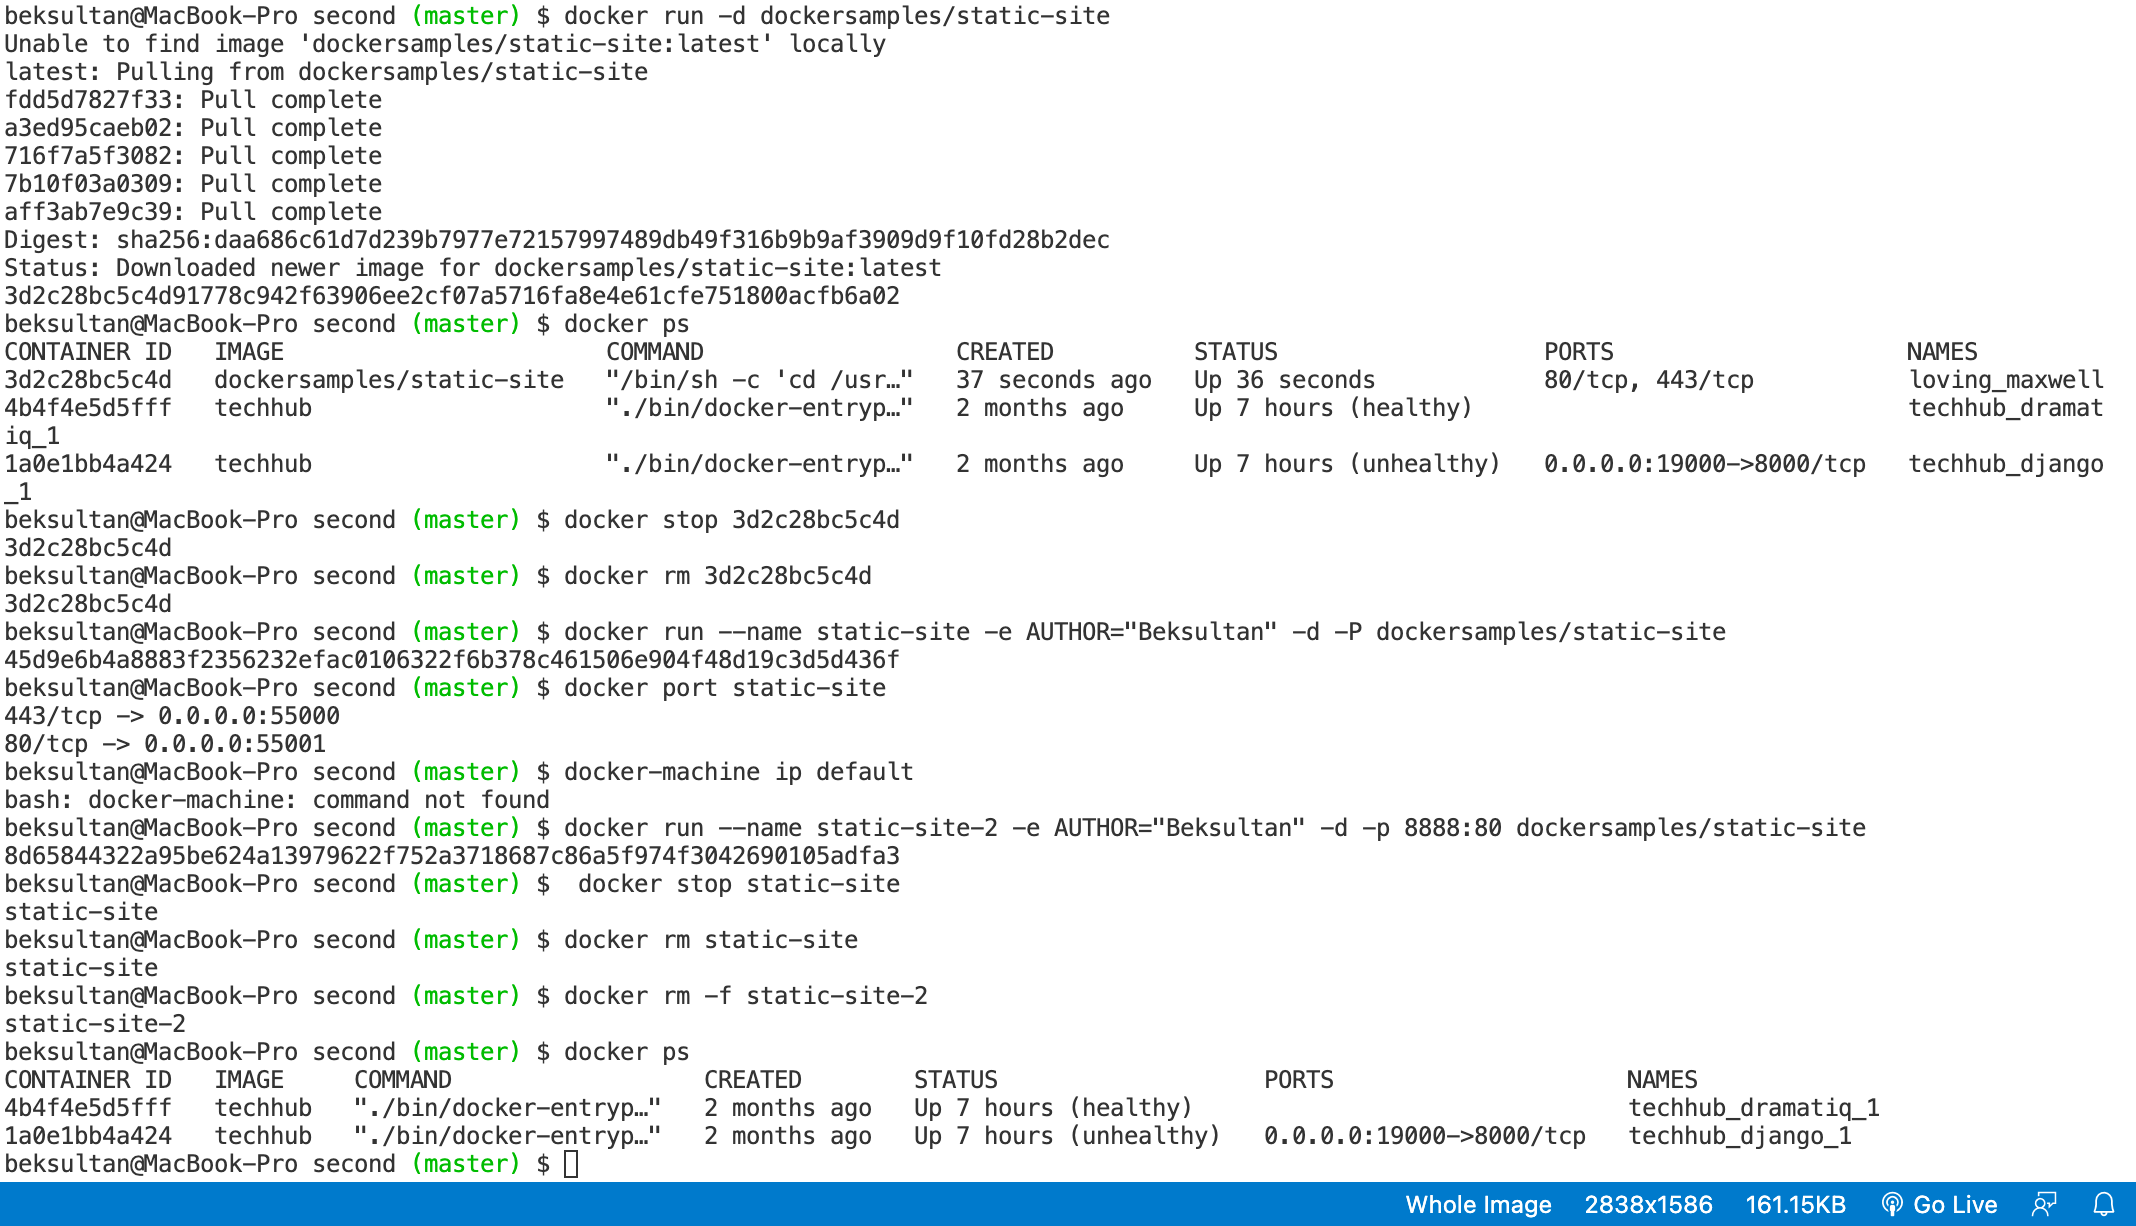 beksultan@MacBook-Pro second (master) $ docker run -d dockersamples/static-site
Unable to find image 'dockersamples/static-site:latest' locally
latest: Pulling from dockersamples/static-site
fdd5d7827f33: Pull complete
a3ed95caeb02: Pull complete
716f7a5f3082: Pull complete
7b10f03a0309: Pull complete
aff3ab7e9c39: Pull complete
Digest: sha256:daa686c61d7d239b7977e72157997489db49f316b9b9af3909d9f10fd28b2dec
Status: Downloaded newer image for dockersamples/static-site:latest
3d2c28bc5c4d91778c942f63906ee2cf07a5716fa8e4e61cfe751800acfb6a02
beksultan@MacBook-Pro second (master) $ docker ps
CONTAINER ID   IMAGE                       COMMAND                  CREATED          STATUS                   PORTS                     NAMES
3d2c28bc5c4d   dockersamples/static-site   "/bin/sh -c 'cd /usr…"   37 seconds ago   Up 36 seconds            80/tcp, 443/tcp           loving_maxwell
4b4f4e5d5fff   techhub                     "./bin/docker-entryp…"   2 months ago     Up 7 hours (healthy)                               techhub_dramat
iq_1
1a0e1bb4a424   techhub                     "./bin/docker-entryp…"   2 months ago     Up 7 hours (unhealthy)   0.0.0.0:19000->8000/tcp   techhub_django
_1
beksultan@MacBook-Pro second (master) $ docker stop 3d2c28bc5c4d
3d2c28bc5c4d
beksultan@MacBook-Pro second (master) $ docker rm 3d2c28bc5c4d
3d2c28bc5c4d
beksultan@MacBook-Pro second (master) $ docker run --name static-site -e AUTHOR="Beksultan" -d -P dockersamples/static-site
45d9e6b4a8883f2356232efac0106322f6b378c461506e904f48d19c3d5d436f
beksultan@MacBook-Pro second (master) $ docker port static-site
443/tcp -> 0.0.0.0:55000
80/tcp -> 0.0.0.0:55001
beksultan@MacBook-Pro second (master) $ docker-machine ip default
bash: docker-machine: command not found
beksultan@MacBook-Pro second (master) $ docker run --name static-site-2 -e AUTHOR="Beksultan" -d -p 8888:80 dockersamples/static-site
8d65844322a95be624a13979622f752a3718687c86a5f974f3042690105adfa3
beksultan@MacBook-Pro second (master) $  docker stop static-site
static-site
beksultan@MacBook-Pro second (master) $ docker rm static-site
static-site
beksultan@MacBook-Pro second (master) $ docker rm -f static-site-2
static-site-2
beksultan@MacBook-Pro second (master) $ docker ps
CONTAINER ID   IMAGE     COMMAND                  CREATED        STATUS                   PORTS                     NAMES
4b4f4e5d5fff   techhub   "./bin/docker-entryp…"   2 months ago   Up 7 hours (healthy)                               techhub_dramatiq_1
1a0e1bb4a424   techhub   "./bin/docker-entryp…"   2 months ago   Up 7 hours (unhealthy)   0.0.0.0:19000->8000/tcp   techhub_django_1
beksultan@MacBook-Pro second (master) $
Whole Image 2838x1586 161.15KB Go Live